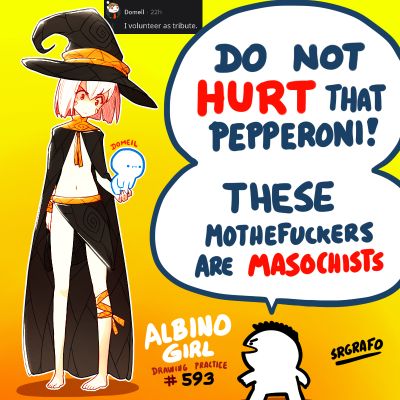 Domeil · 22h
I volunteer as tribute.
DO NOT
HURT THAT
PEPPERONI!
THESE
MOTHEFUCKERS
ARE MASOCHISTS
DOMEIL
ALBINO
GIRL
DRAWING PRACTICE
# 593
SRGRAFO